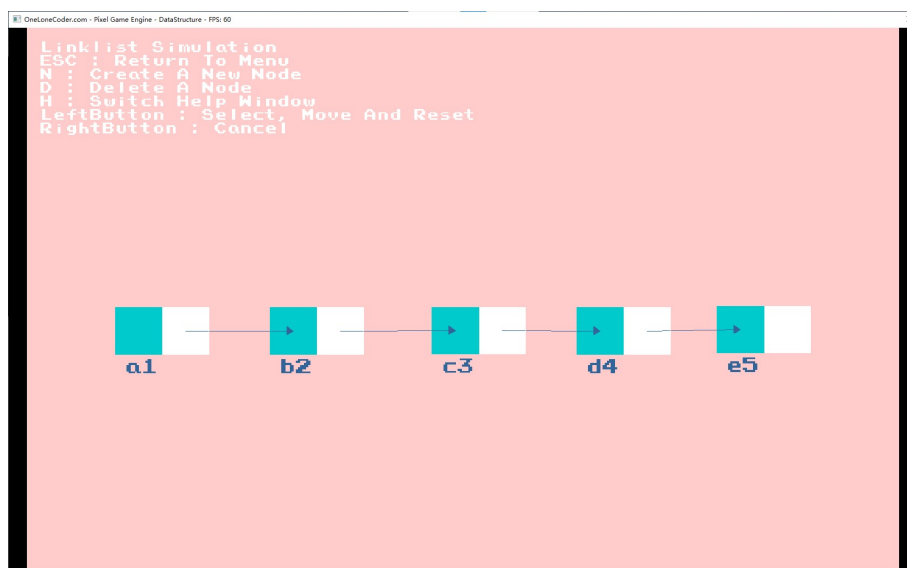 OneLoneCoder.com - Pixel Game Engine - DataStructure - FPS: 60
Linklist Simulation
ESC : Return To Menu
N : Create A New Node
D : Delete A Node
H : Switch Help Window
LeftButton : Select, Move And Reset
RightButton : Cancel
a1 b2 c3 d4 e5